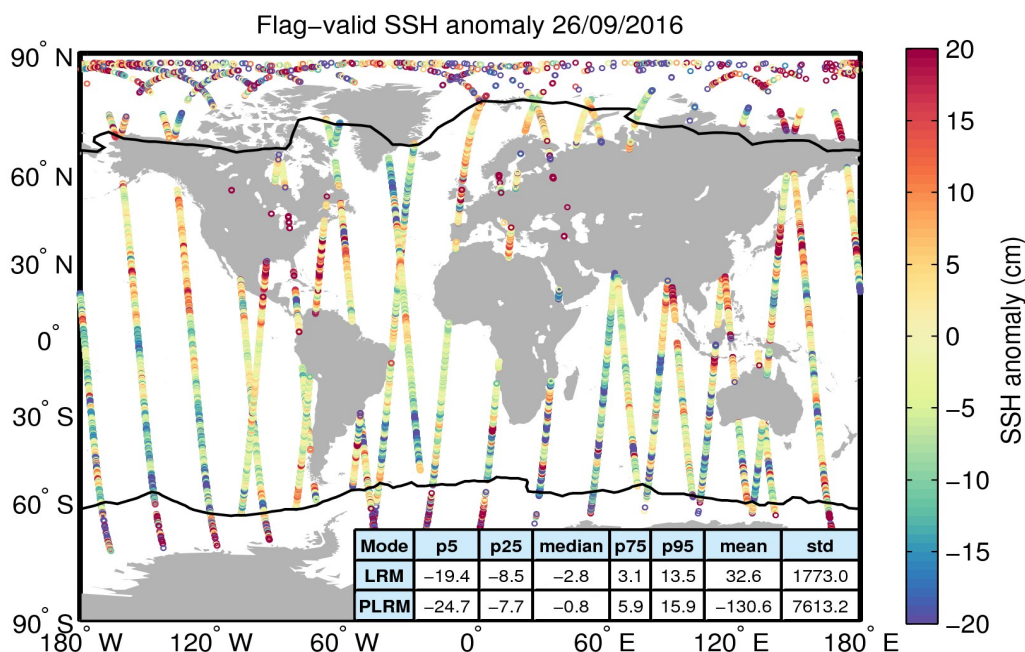 Flag−valid SSH anomaly 26/09/2016
90° N
60° N
30° N
0°
30° S
60° S
90° S
180° W
120° W
60° W
0°
60° E
120° E
180° E
Mode p5 p25 median p75 p95 mean std
LRM −19.4 −8.5 −2.8 3.1 13.5 32.6 1773.0
PLRM −24.7 −7.7 −0.8 5.9 15.9 −130.6 7613.2
20
15
10
5
0
−5
−10
−15
−20
SSH anomaly (cm)